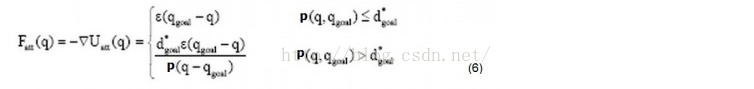 ε(q_goal − q)    p(q,q_goal) ≤ d*_goal
F_att(q) = −∇U_att(q) =
d*_goal ε(q_goal − q)
p(q − q_goal)    p(q,q_goal) > d*_goal
http://blog.csdn.net/
(6)